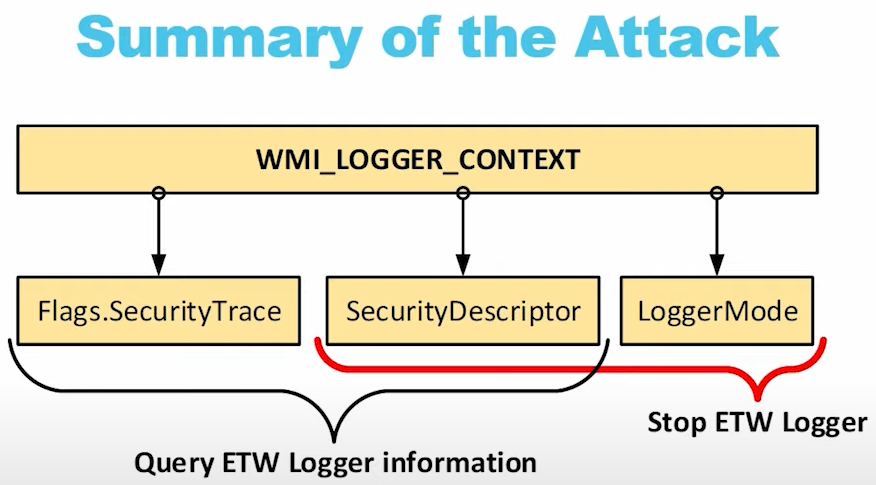 Summary of the Attack
WMI_LOGGER_CONTEXT
Flags.SecurityTrace
SecurityDescriptor
LoggerMode
Stop ETW Logger
Query ETW Logger information